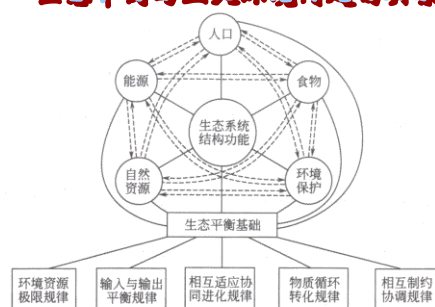 人口
能源
食物
生态系统
结构功能
自然
资源
环境
保护
生态平衡基础
环境资源
极限规律
输入与输出
平衡规律
相互适应协
同进化规律
物质循环
转化规律
相互制约
协调规律